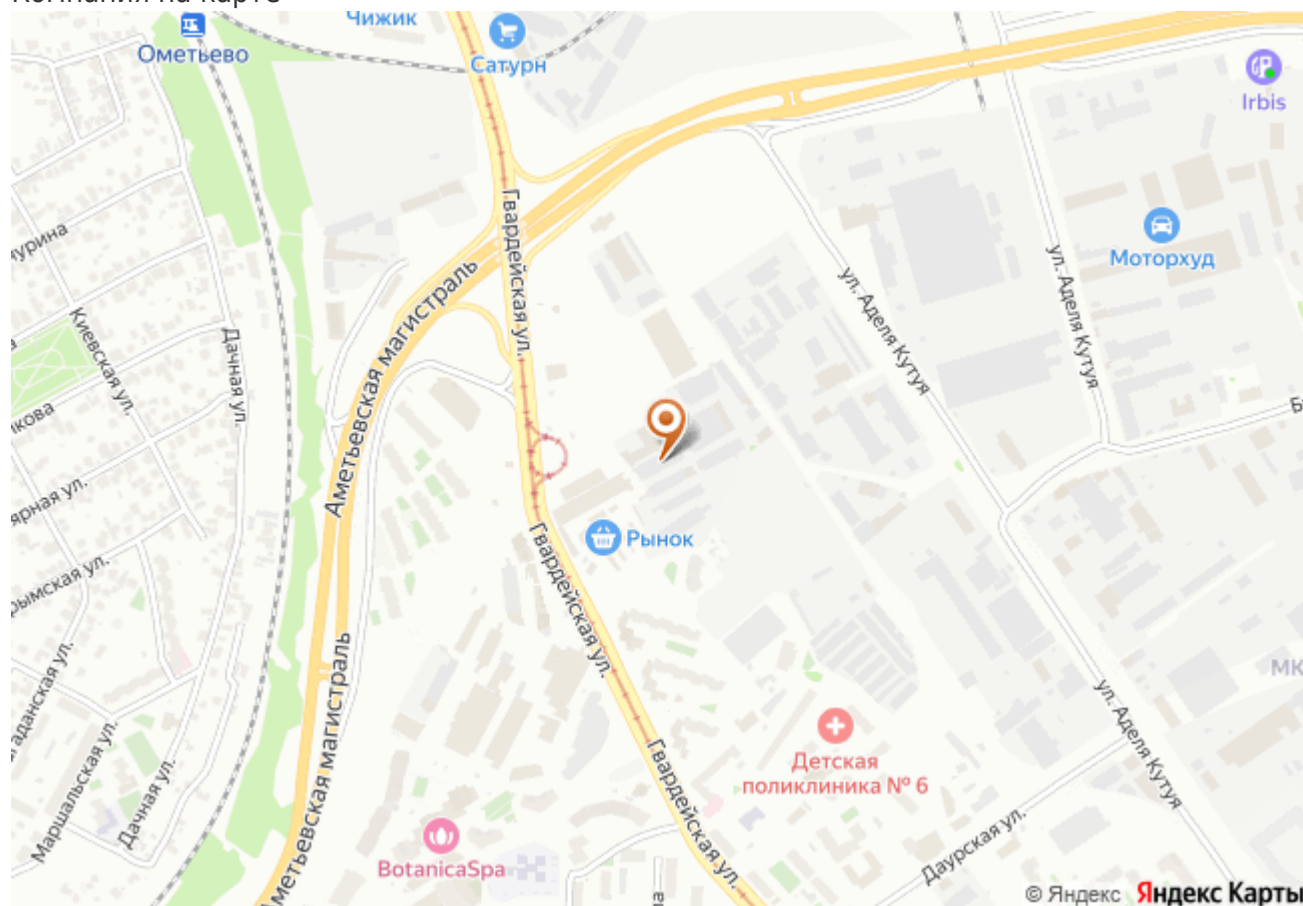 Чижик
Ометьево
Сатурн
Irbis
Гвардейская ул.
Моторхуд
ул. Аделя Кутуя
ул. Аделя Кутуя
Аметьевская магистраль
Киевская ул.
Дачная ул.
Рынок
Гвардейская ул.
Аметьевская магистраль
МК
ул. Аделя Кутуя
Маршальская ул.
Дачная ул.
Гвардейская ул.
Детская
поликлиника № 6
BotanicaSpa
Даурская ул.
© Яндекс Яндекс Карты